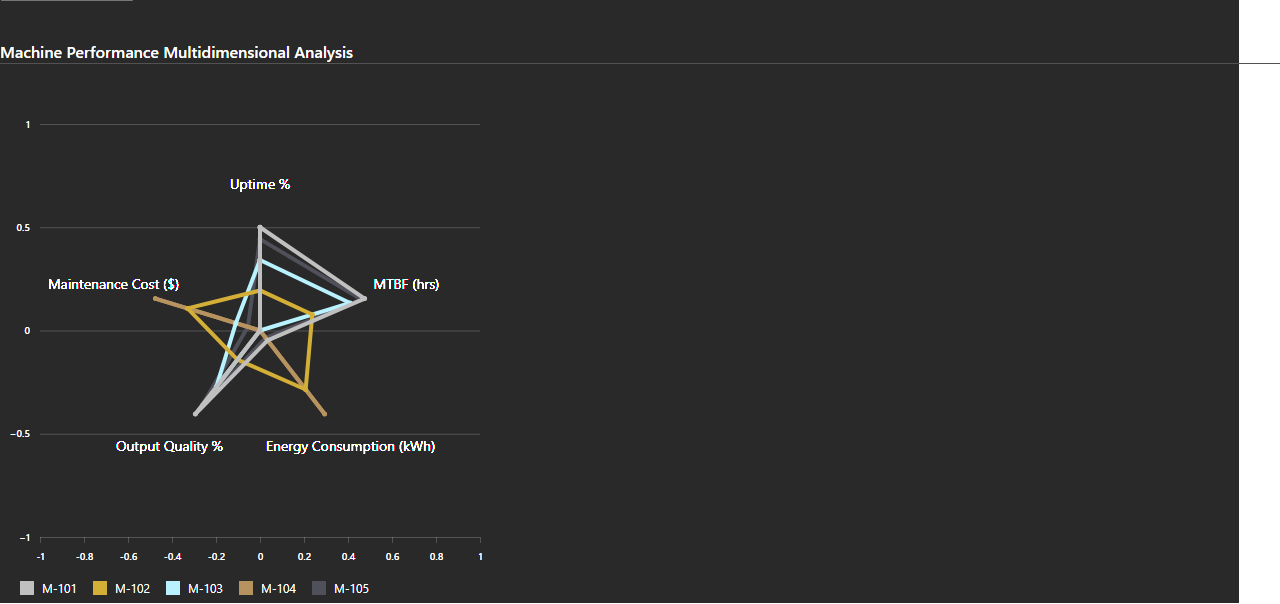 Machine Performance Multidimensional Analysis
1
Uptime %
0.5
Maintenance Cost ($)
MTBF (hrs)
0
−0.5
Output Quality %
Energy Consumption (kWh)
−1
-1 -0.8 -0.6 -0.4 -0.2 0 0.2 0.4 0.6 0.8 1
M-101 M-102 M-103 M-104 M-105